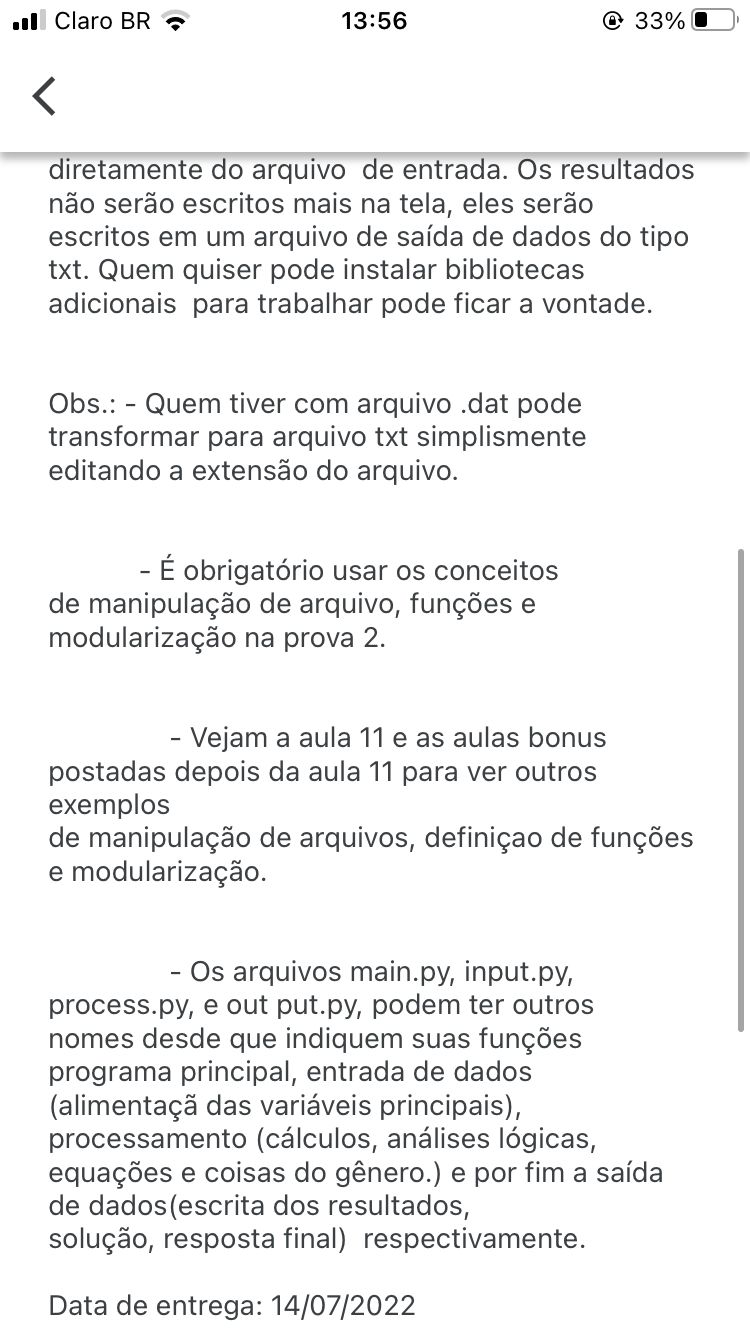 Claro BR 13:56 33%
diretamente do arquivo  de entrada. Os resultados
não serão escritos mais na tela, eles serão
escritos em um arquivo de saída de dados do tipo
txt. Quem quiser pode instalar bibliotecas
adicionais  para trabalhar pode ficar a vontade.
Obs.: - Quem tiver com arquivo .dat pode
transformar para arquivo txt simplismente
editando a extensão do arquivo.
- É obrigatório usar os conceitos
de manipulação de arquivo, funções e
modularização na prova 2.
- Vejam a aula 11 e as aulas bonus
postadas depois da aula 11 para ver outros
exemplos
de manipulação de arquivos, definiçao de funções
e modularização.
- Os arquivos main.py, input.py,
process.py, e out put.py, podem ter outros
nomes desde que indiquem suas funções
programa principal, entrada de dados
(alimentaçã das variáveis principais),
processamento (cálculos, análises lógicas,
equações e coisas do gênero.) e por fim a saída
de dados(escrita dos resultados,
solução, resposta final)  respectivamente.
Data de entrega: 14/07/2022